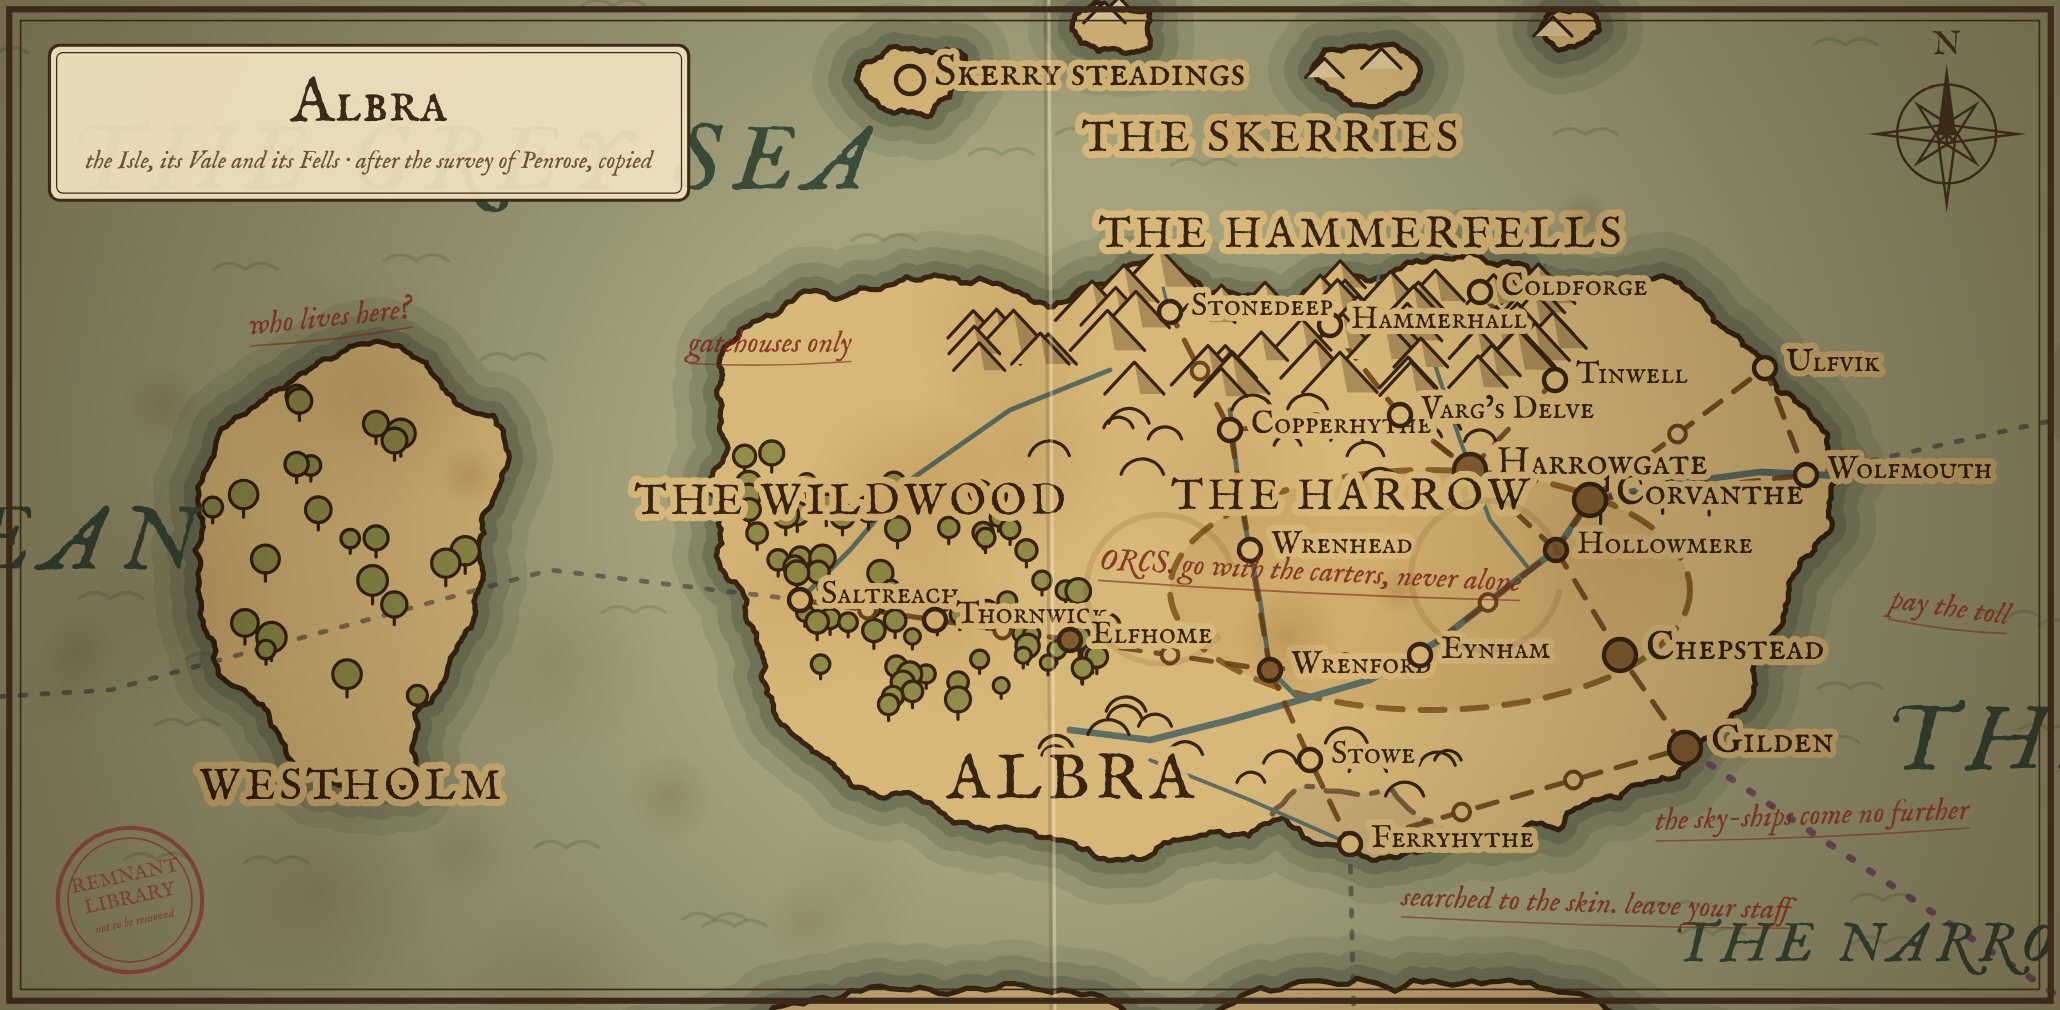 Albra
the Isle, its Vale and its Fells · after the survey of Penrose, copied
SEA
Skerry steadings
THE SKERRIES
N
THE HAMMERFELLS
Coldforge
Stonedeep
Hammerhall
who lives here?
gatehouses only
Ulfvik
Tinwell
Varg's Delve
Copperhythe
Harrowgate
Wolfmouth
THE WILDWOOD
THE HARROW
Corvanthe
EAN
Wrenhead
Hollowmere
ORCS. go with the carters, never alone
Saltreach
Thornwick
Elfhome
pay the toll
Wrenford
Eynham
Chepstead
TH
Gilden
Stowe
WESTHOLM
ALBRA
the sky-ships come no further
Ferryhythe
REMNANT
LIBRARY
not to be removed
searched to the skin. leave your staff
THE NARRO